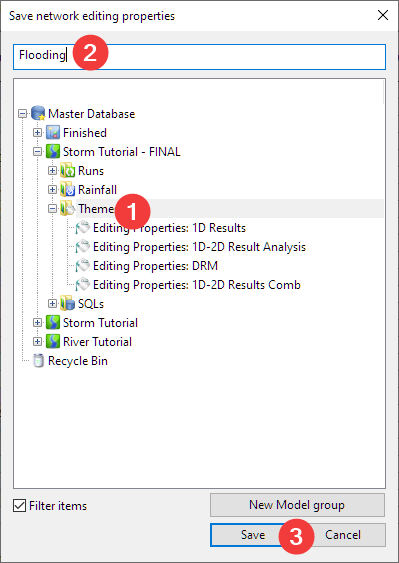 Save network editing properties
Flooding
2
Master Database
Finished
Storm Tutorial - FINAL
Runs
Rainfall
Theme
1
Editing Properties: 1D Results
Editing Properties: 1D-2D Result Analysis
Editing Properties: DRM
Editing Properties: 1D-2D Results Comb
SQLs
Storm Tutorial
River Tutorial
Recycle Bin
Filter items
New Model group
Save
3
Cancel